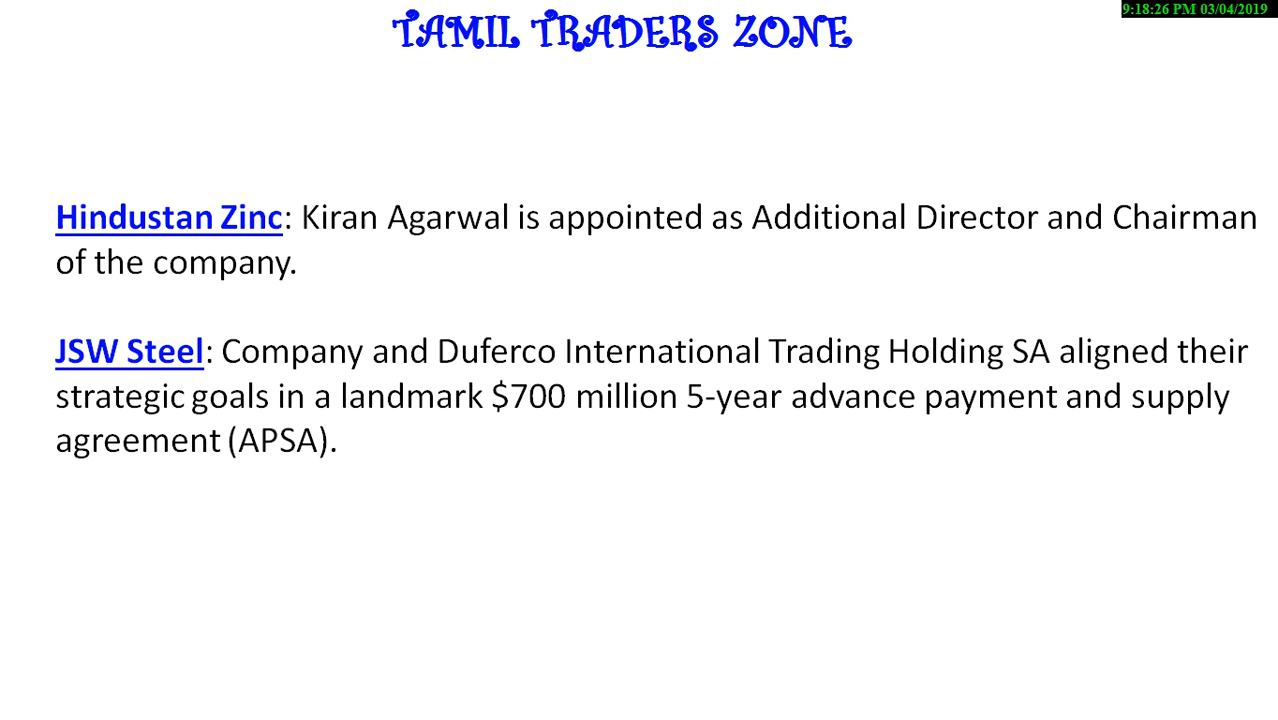 9:18:26 PM 03/04/2019
TAMIL TRADERS ZONE
Hindustan Zinc: Kiran Agarwal is appointed as Additional Director and Chairman
of the company.
JSW Steel: Company and Duferco International Trading Holding SA aligned their
strategic goals in a landmark $700 million 5-year advance payment and supply
agreement (APSA).